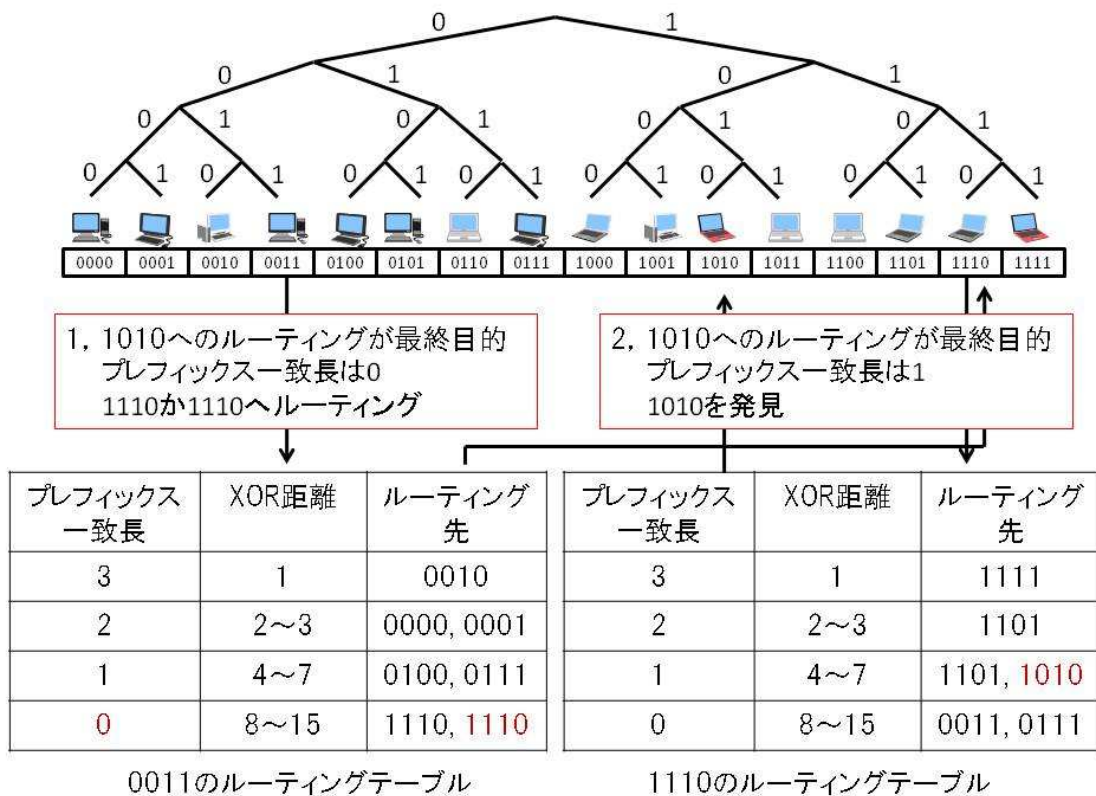 0 1
0 1 0 1
0 1 0 1 0 1 0 1
0 1 0 1 0 1 0 1 0 1 0 1 0 1 0 1
0000 0001 0010 0011 0100 0101 0110 0111 1000 1001 1010 1011 1100 1101 1110 1111
1, 1010へのルーティングが最終目的
プレフィックス一致長は0
1110か1110へルーティング
2, 1010へのルーティングが最終目的
プレフィックス一致長は1
1010を発見
プレフィックス XOR距離 ルーティング
一致長 先
3 1 0010
2 2～3 0000, 0001
1 4～7 0100, 0111
0 8～15 1110, 1110
0011のルーティングテーブル
プレフィックス XOR距離 ルーティング
一致長 先
3 1 1111
2 2～3 1101
1 4～7 1101, 1010
0 8～15 0011, 0111
1110のルーティングテーブル